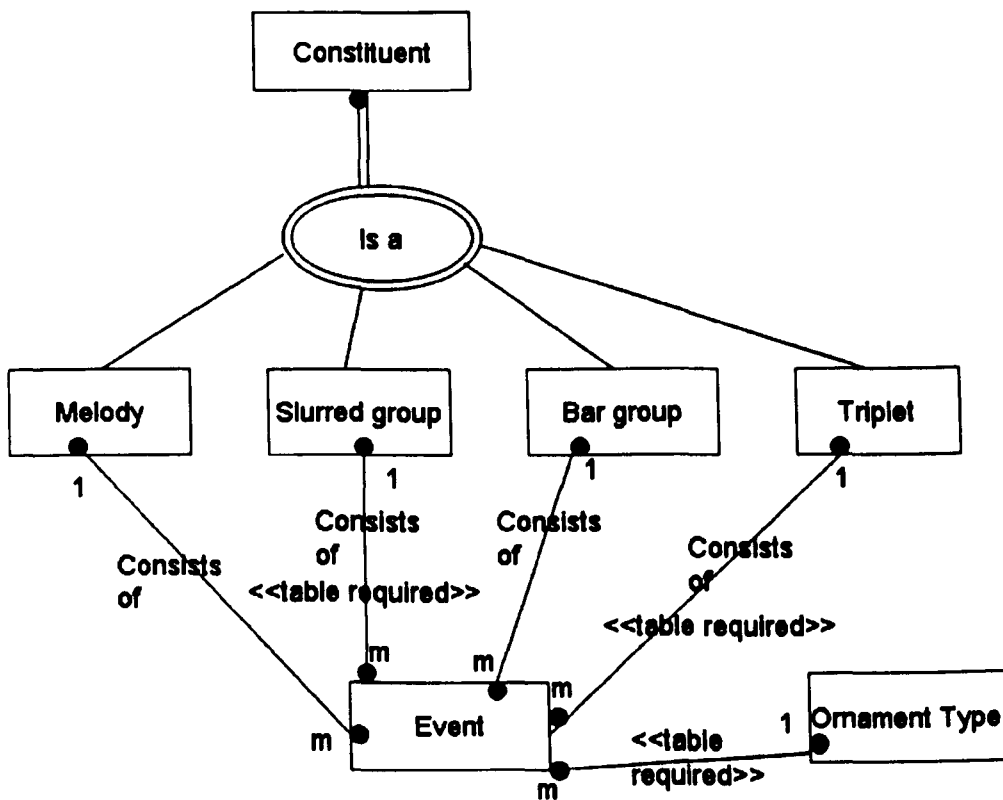 Constituent
Is a
Melody
Slurred group
Bar group
Triplet
1
1
1
1
Consists
of
Consists
of
<<table required>>
Consists
of
Consists
of
<<table required>>
m
m
m
m
Event
1
Ornament Type
<<table
required>>
m